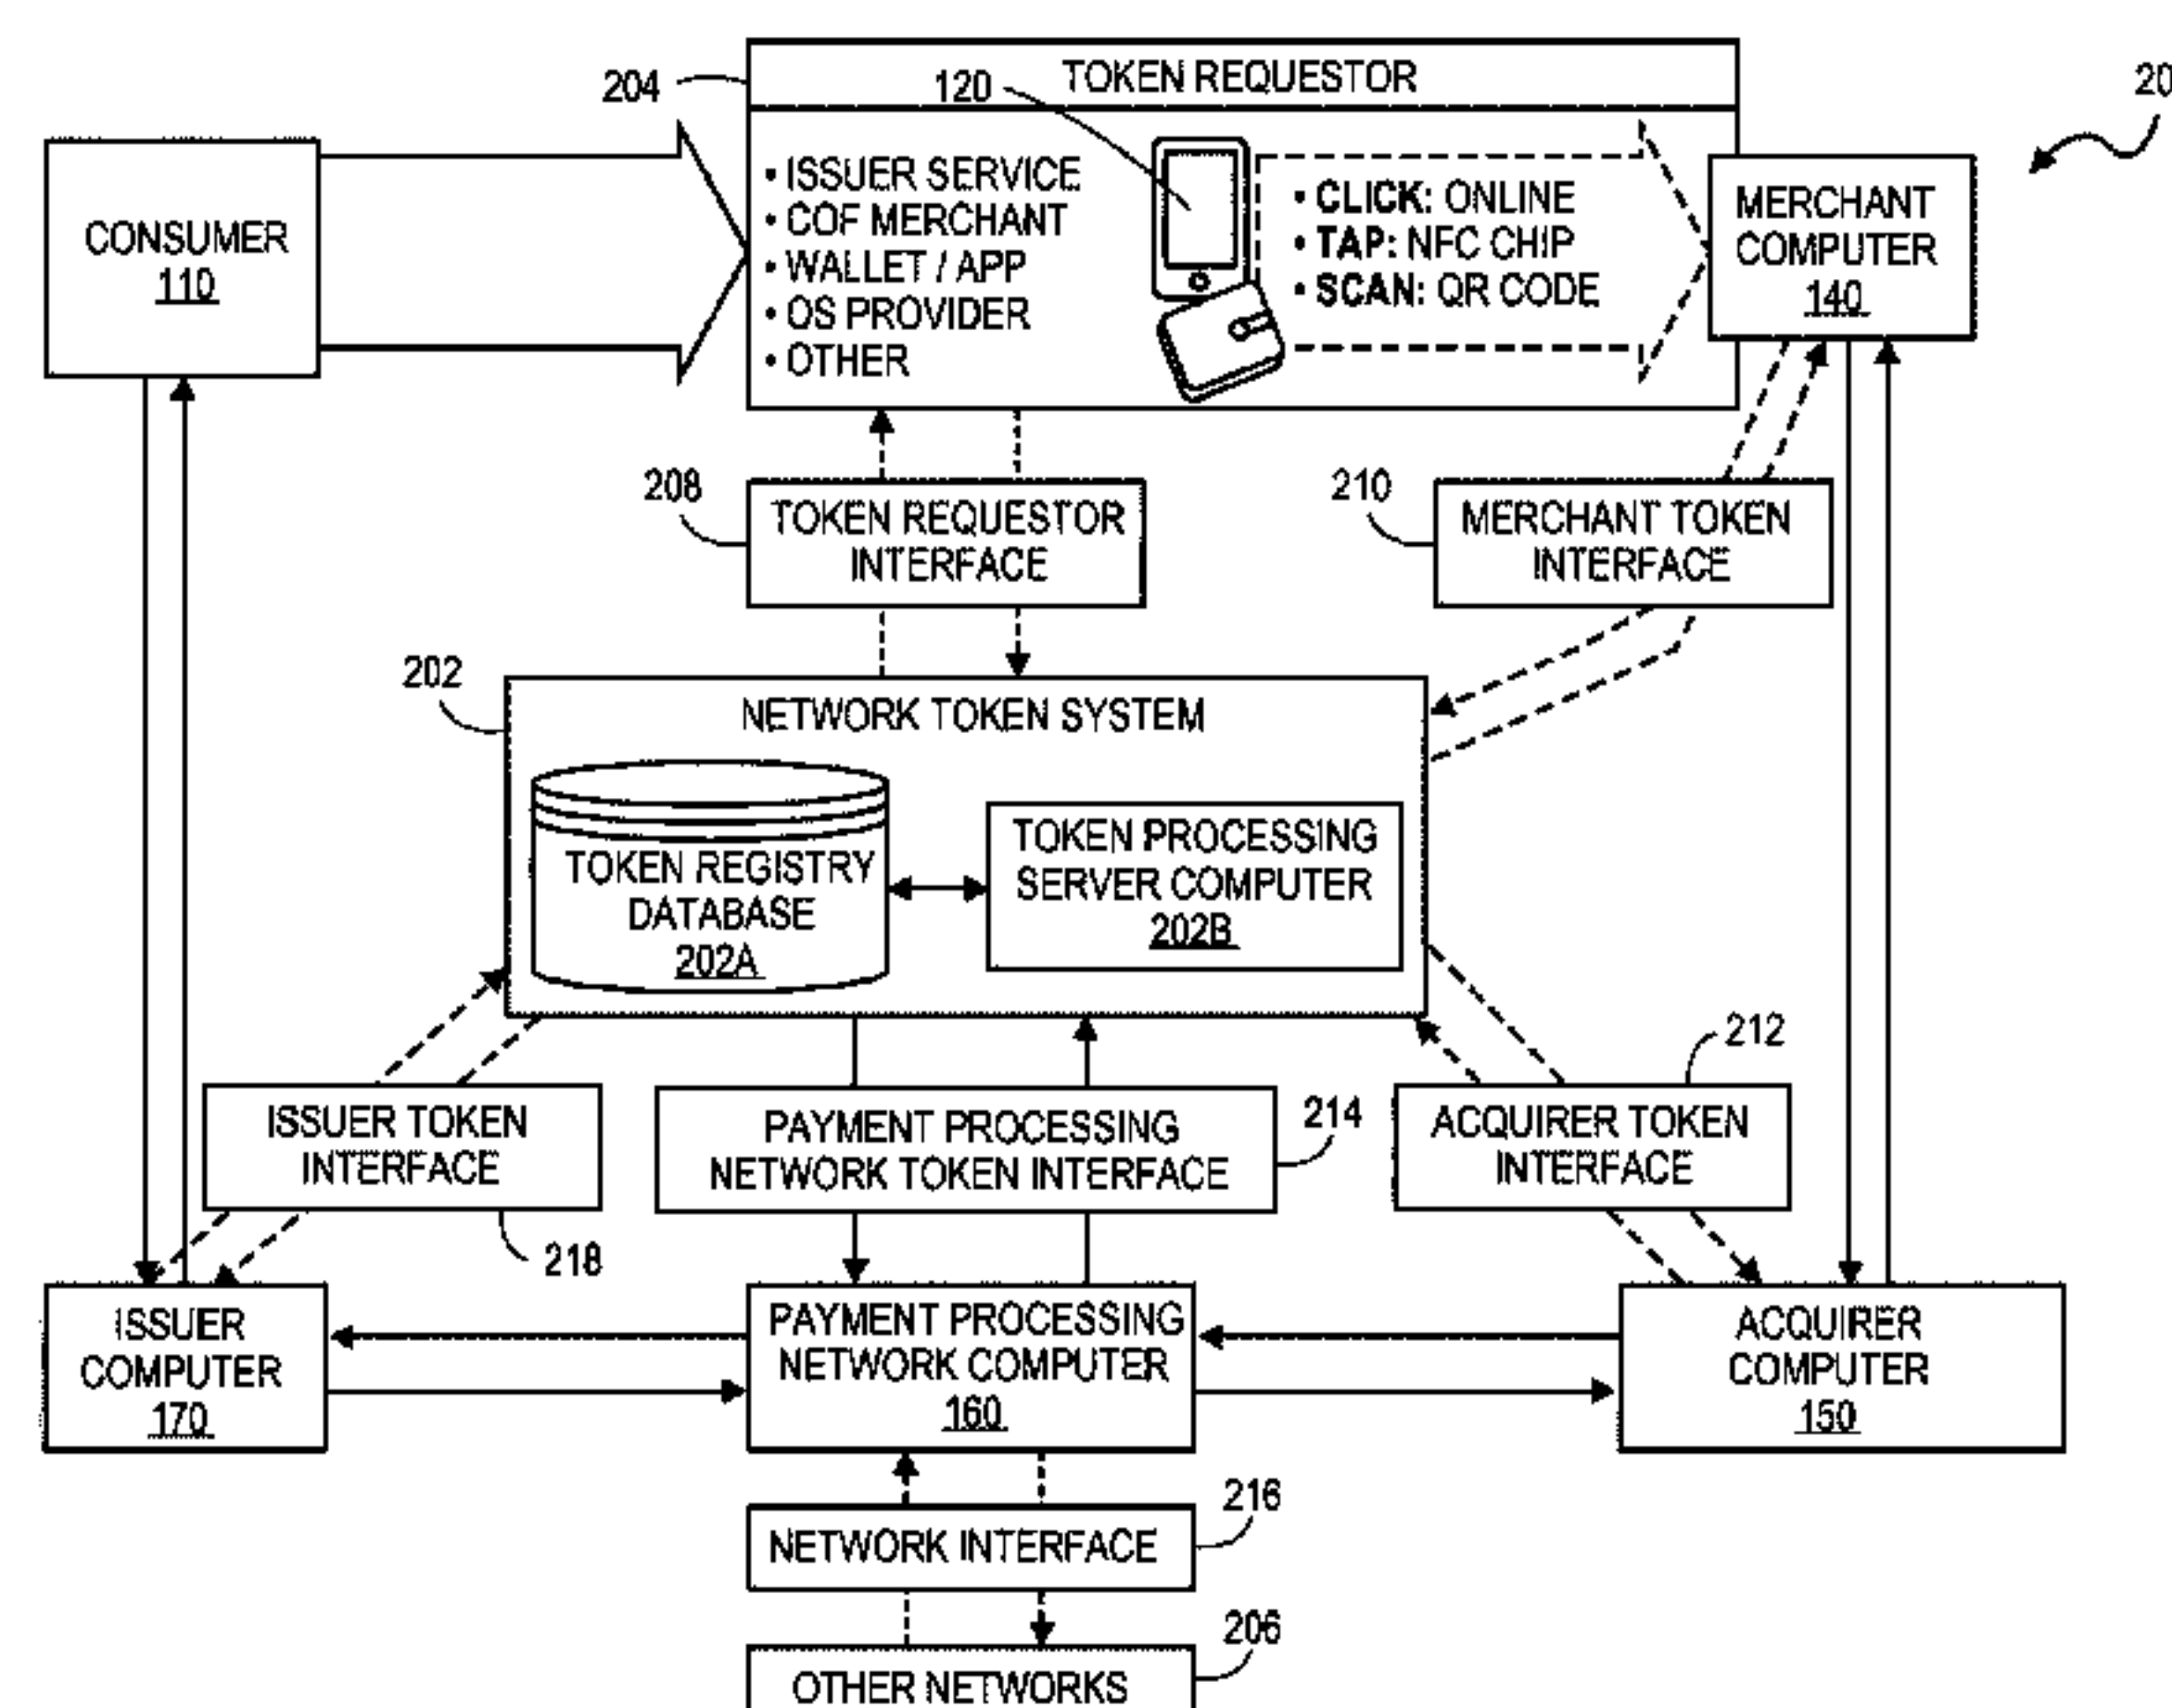 204
120
TOKEN REQUESTOR
20
CONSUMER
110
• ISSUER SERVICE
• COF MERCHANT
• WALLET / APP
• OS PROVIDER
• OTHER
• CLICK: ONLINE
• TAP: NFC CHIP
• SCAN: QR CODE
MERCHANT
COMPUTER
140
208
TOKEN REQUESTOR
INTERFACE
210
MERCHANT TOKEN
INTERFACE
202
NETWORK TOKEN SYSTEM
TOKEN REGISTRY
DATABASE
202A
TOKEN PROCESSING
SERVER COMPUTER
202B
212
ISSUER TOKEN
INTERFACE
218
PAYMENT PROCESSING
NETWORK TOKEN INTERFACE
214
ACQUIRER TOKEN
INTERFACE
ISSUER
COMPUTER
170
PAYMENT PROCESSING
NETWORK COMPUTER
160
ACQUIRER
COMPUTER
150
216
NETWORK INTERFACE
206
OTHER NETWORKS